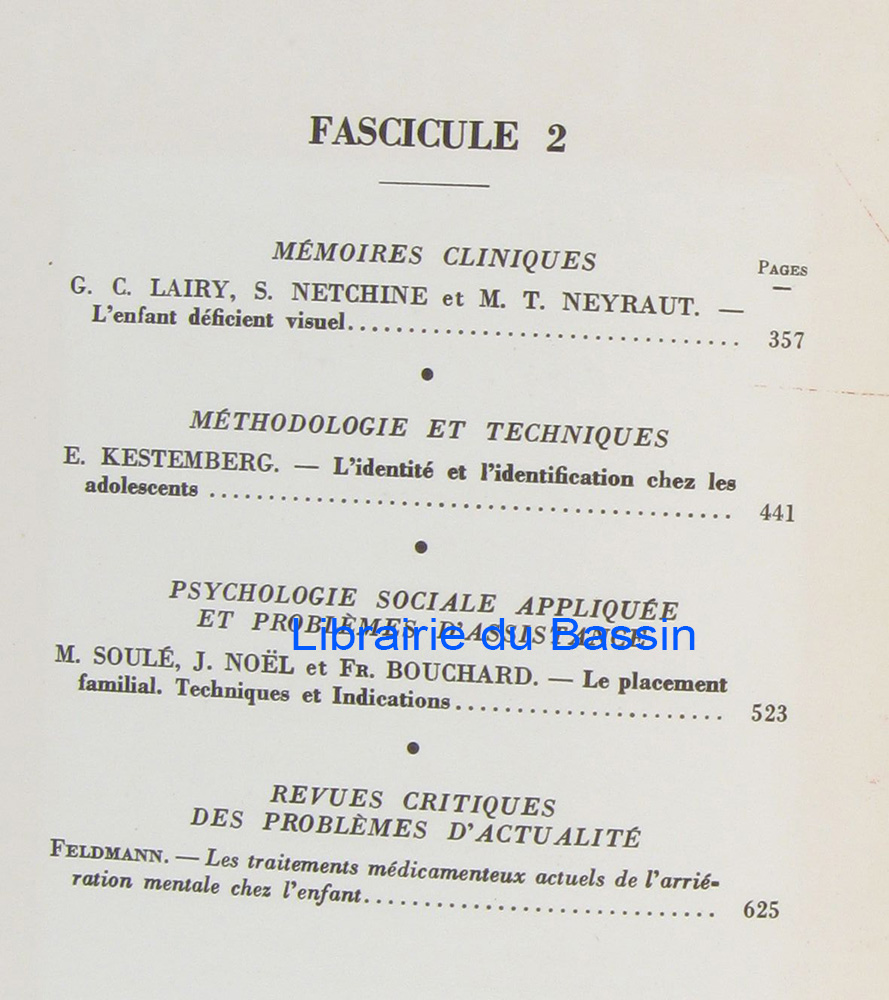 FASCICULE 2
MÉMOIRES CLINIQUES
PAGES
G. C. LAIRY, S. NETCHINE et M. T. NEYRAUT. —
L'enfant déficient visuel................................ 357
●
MÉTHODOLOGIE ET TECHNIQUES
E. KESTEMBERG. — L'identité et l'identification chez les
adolescents ........................................... 441
●
PSYCHOLOGIE SOCIALE APPLIQUÉE
ET PROBLÈMES D'ASSISTANCE
Librairie du Bassin
M. SOULÉ, J. NOËL et FR. BOUCHARD. — Le placement
familial. Techniques et Indications...................... 523
●
REVUES CRITIQUES
DES PROBLÈMES D'ACTUALITÉ
FELDMANN. — Les traitements médicamenteux actuels de l'arrié-
ration mentale chez l'enfant............................. 625